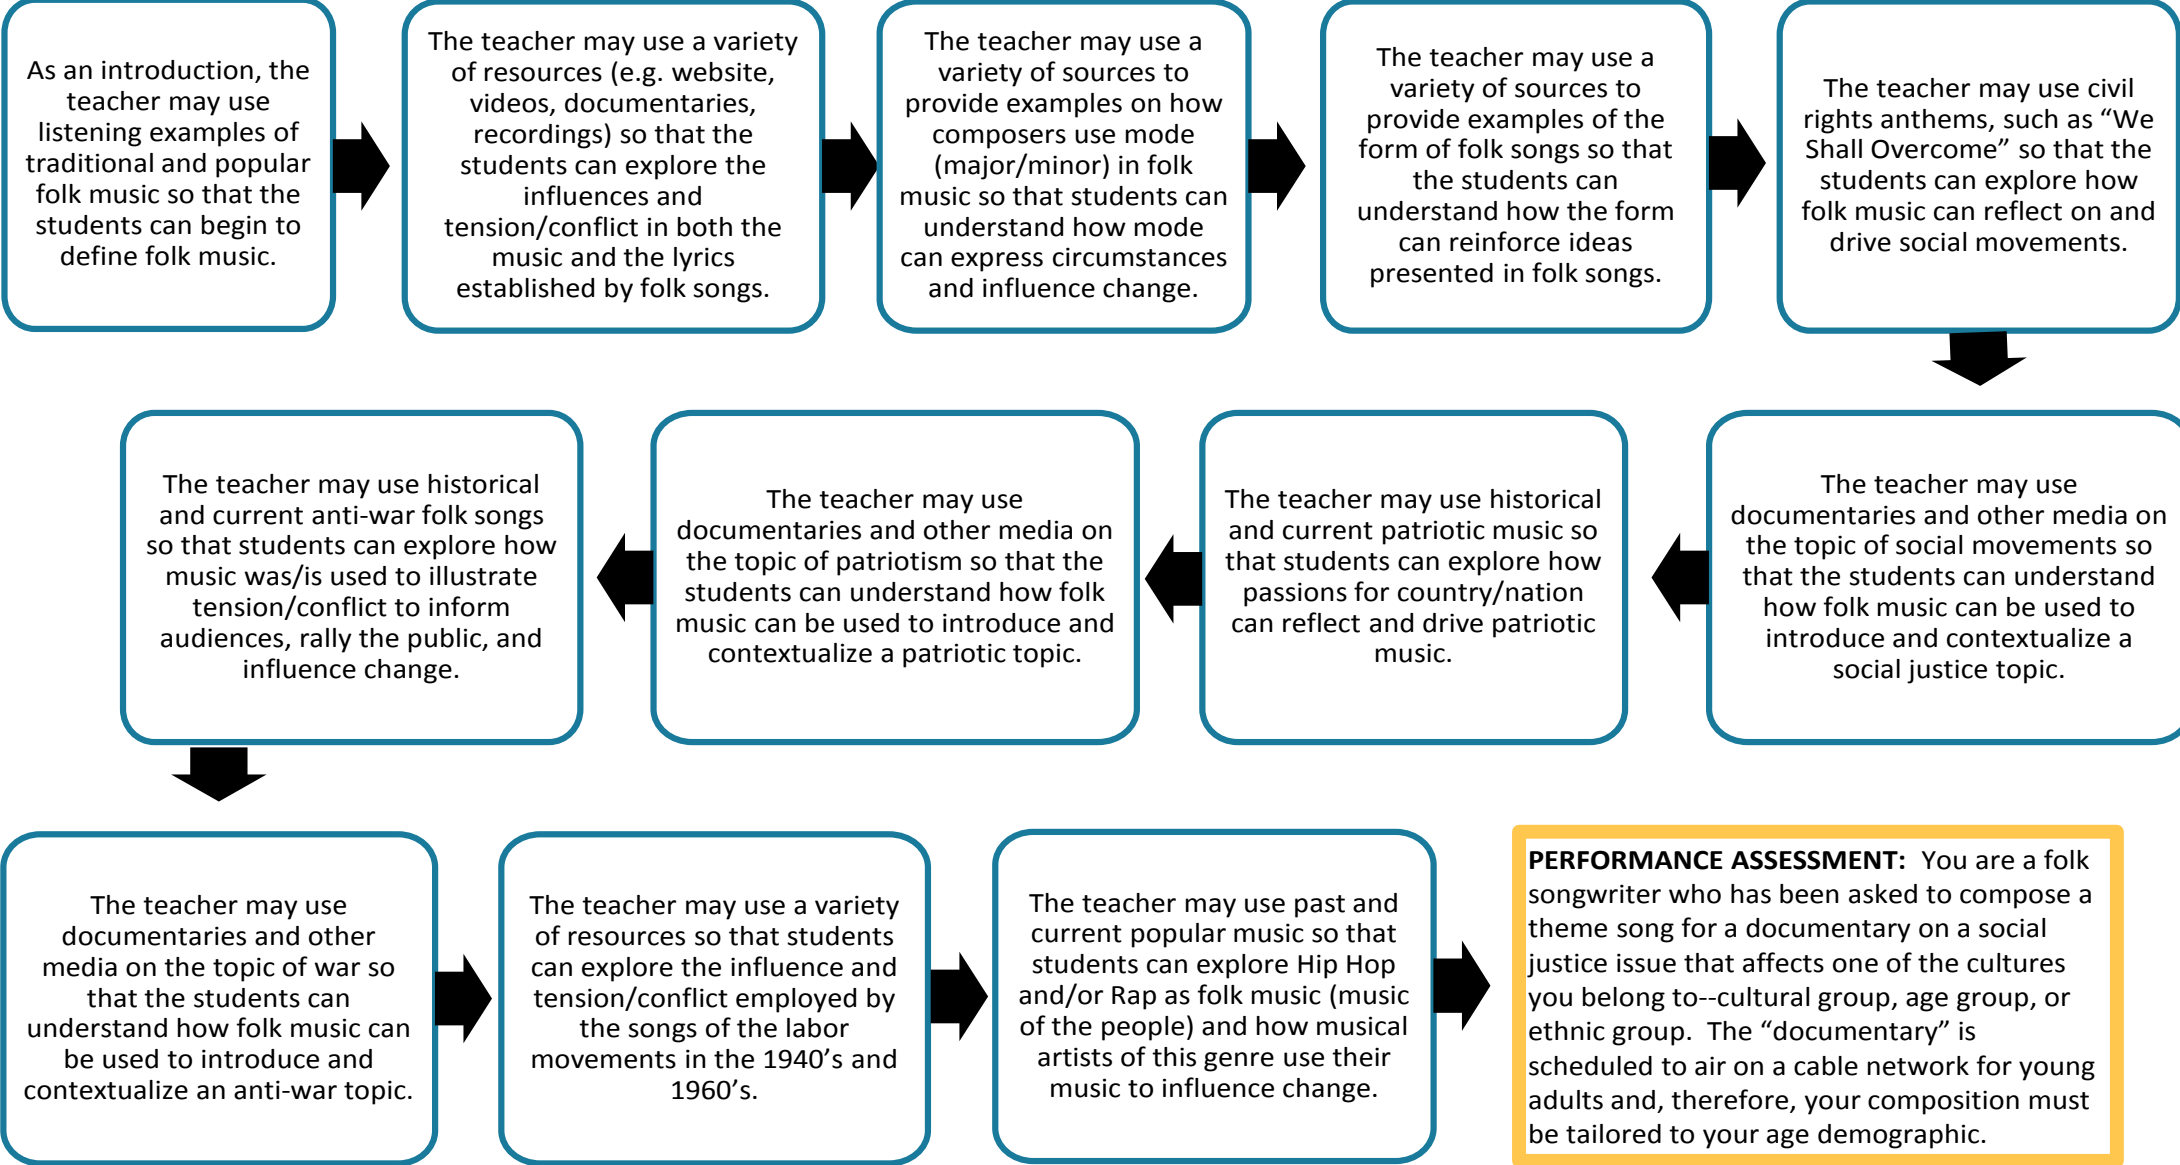 As an introduction, the
teacher may use
listening examples of
traditional and popular
folk music so that the
students can begin to
define folk music.
The teacher may use a variety
of resources (e.g. website,
videos, documentaries,
recordings) so that the
students can explore the
influences and
tension/conflict in both the
music and the lyrics
established by folk songs.
The teacher may use a
variety of sources to
provide examples on how
composers use mode
(major/minor) in folk
music so that students can
understand how mode
can express circumstances
and influence change.
The teacher may use a
variety of sources to
provide examples of the
form of folk songs so that
the students can
understand how the form
can reinforce ideas
presented in folk songs.
The teacher may use civil
rights anthems, such as “We
Shall Overcome” so that the
students can explore how
folk music can reflect on and
drive social movements.
The teacher may use
documentaries and other media on
the topic of social movements so
that the students can understand
how folk music can be used to
introduce and contextualize a
social justice topic.
The teacher may use historical
and current patriotic music so
that students can explore how
passions for country/nation
can reflect and drive patriotic
music.
The teacher may use
documentaries and other media on
the topic of patriotism so that the
students can understand how folk
music can be used to introduce and
contextualize a patriotic topic.
The teacher may use historical
and current anti-war folk songs
so that students can explore how
music was/is used to illustrate
tension/conflict to inform
audiences, rally the public, and
influence change.
The teacher may use
documentaries and other
media on the topic of war so
that the students can
understand how folk music can
be used to introduce and
contextualize an anti-war topic.
The teacher may use a variety
of resources so that students
can explore the influence and
tension/conflict employed by
the songs of the labor
movements in the 1940’s and
1960’s.
The teacher may use past and
current popular music so that
students can explore Hip Hop
and/or Rap as folk music (music
of the people) and how musical
artists of this genre use their
music to influence change.
PERFORMANCE ASSESSMENT: You are a folk
songwriter who has been asked to compose a
theme song for a documentary on a social
justice issue that affects one of the cultures
you belong to--cultural group, age group, or
ethnic group. The “documentary” is
scheduled to air on a cable network for young
adults and, therefore, your composition must
be tailored to your age demographic.